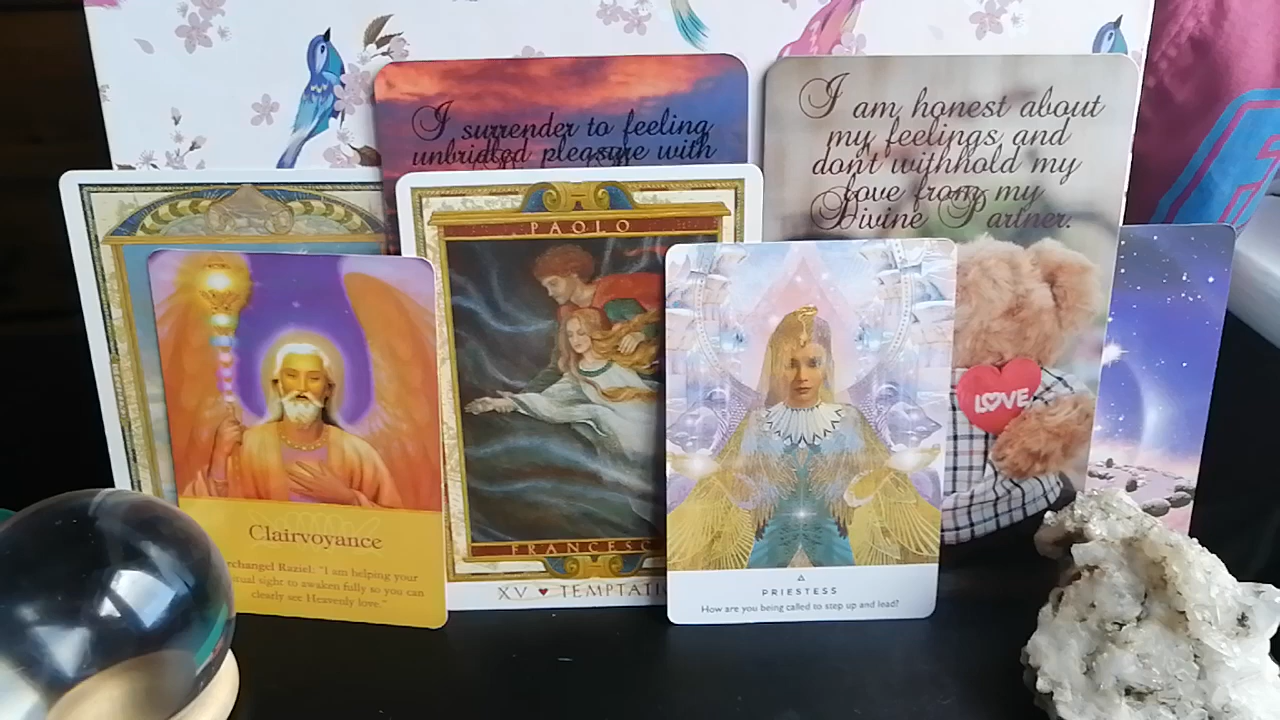 I surrender to feeling
unbridled pleasure with
I am honest about
my feelings and
don't withhold my
love from my
Divine Partner.
PAOLO
LOVE
FRANCESC
XV ♥ TEMPTATI
Clairvoyance
rchangel Raziel: "I am helping your
tual sight to awaken fully so you can
clearly see Heavenly love."
PRIESTESS
How are you being called to step up and lead?